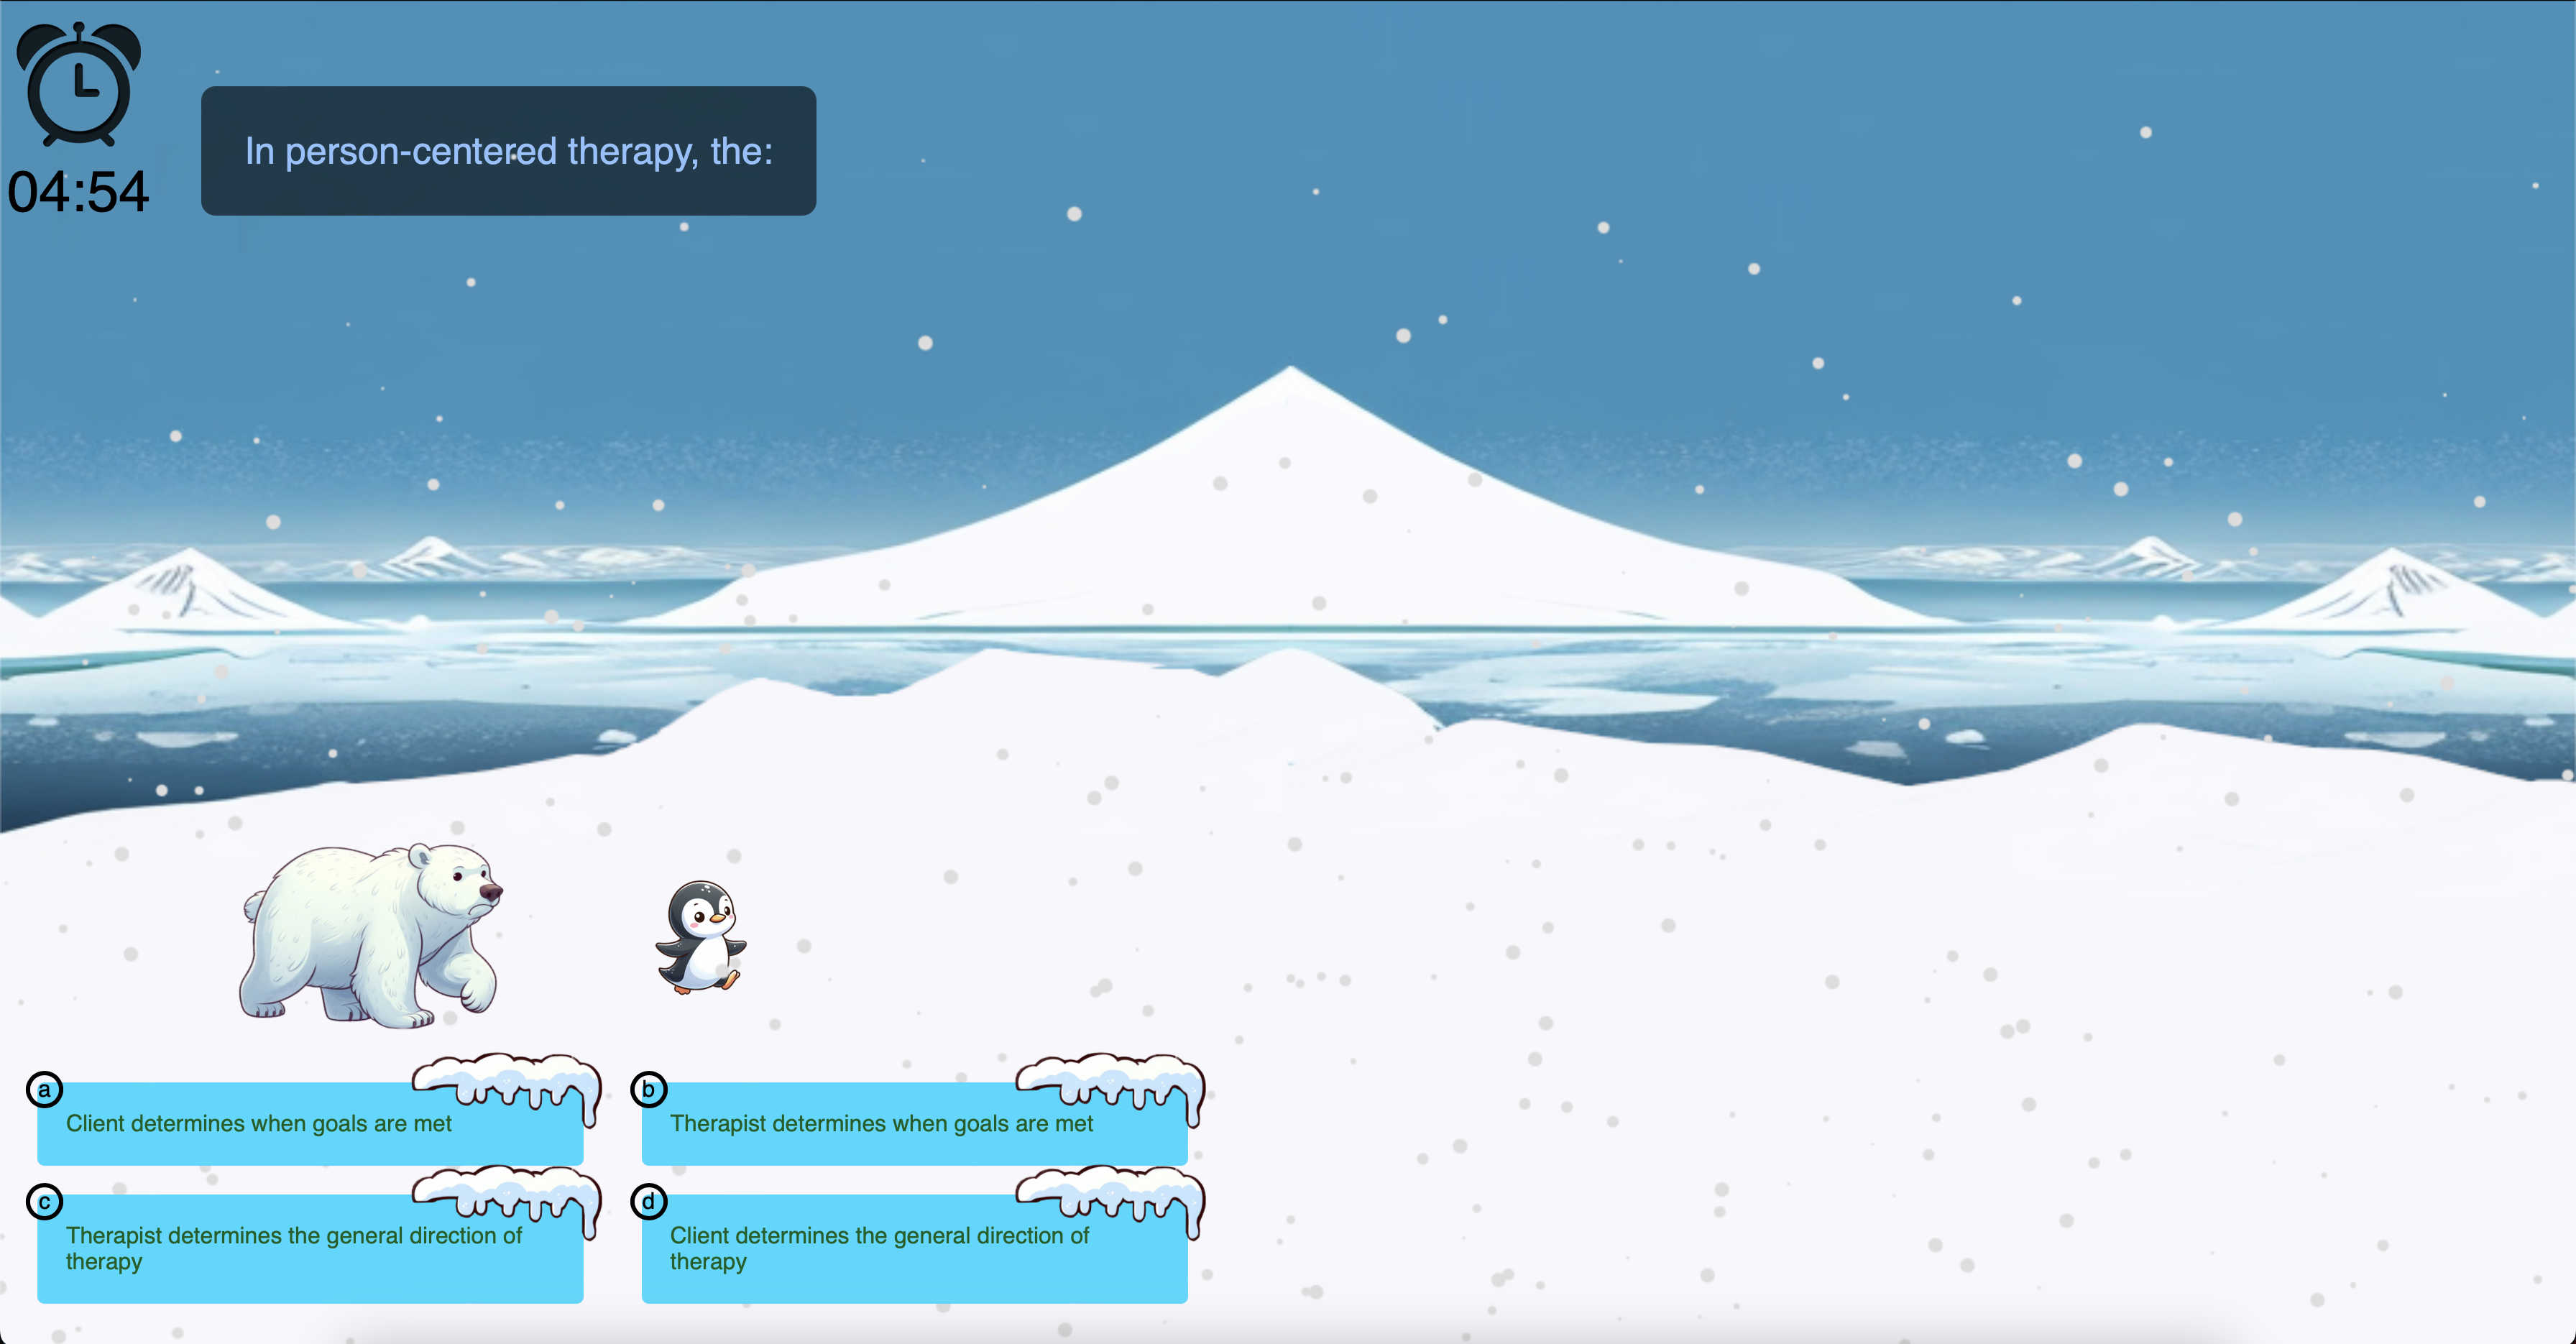 04:54
In person-centered therapy, the:
a
Client determines when goals are met
b
Therapist determines when goals are met
c
Therapist determines the general direction of
therapy
d
Client determines the general direction of
therapy